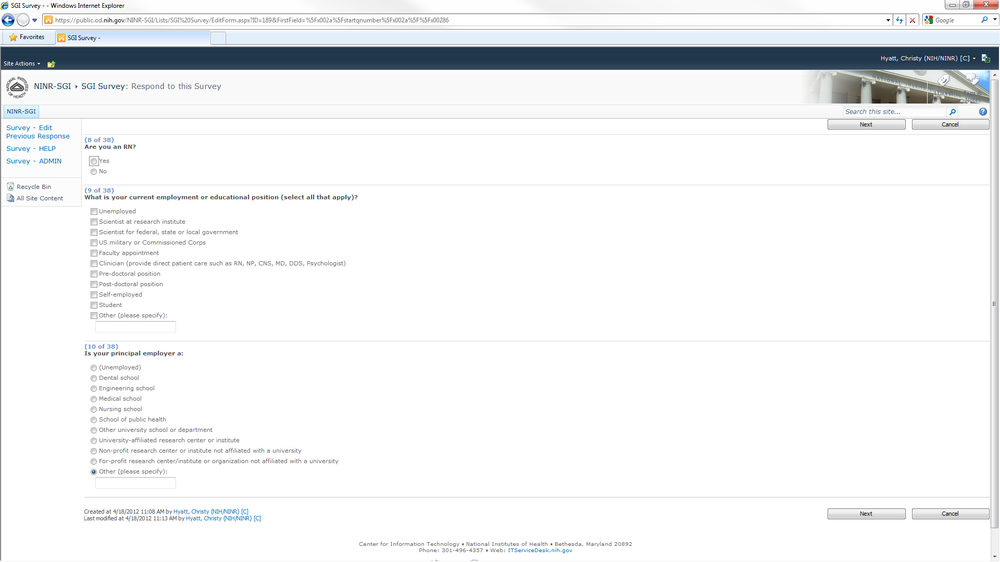 SGI Survey - - Windows Internet Explorer
https://public.od.nih.gov/NINR-SGI/Lists/SGI%20Survey/EditForm.aspx?ID=189&FirstField=%5Fx002a%5Fstartqnumber%5Fx002a%5F%5Fx00286
Google
Favorites
SGI Survey -
Site Actions
Hyatt, Christy (NIH/NINR) [C]
NATIONAL INSTITUTES OF HEALTH
NINR-SGI SGI Survey: Respond to this Survey
I Like It
Tags & Notes
NINR-SGI
Search this site...
Survey - Edit
Previous Response
Survey - HELP
Survey - ADMIN
Recycle Bin
All Site Content
Next
Cancel
(8 of 38)
Are you an RN?
Yes
No
(9 of 38)
What is your current employment or educational position (select all that apply)?
Unemployed
Scientist at research institute
Scientist for federal, state or local government
US military or Commissioned Corps
Faculty appointment
Clinician (provide direct patient care such as RN, NP, CNS, MD, DDS, Psychologist)
Pre-doctoral position
Post-doctoral position
Self-employed
Student
Other (please specify):
(10 of 38)
Is your principal employer a:
(Unemployed)
Dental school
Engineering school
Medical school
Nursing school
School of public health
Other university school or department
University-affiliated research center or institute
Non-profit research center or institute not affiliated with a university
For-profit research center/institute or organization not affiliated with a university
Other (please specify):
Created at 4/18/2012 11:08 AM by Hyatt, Christy (NIH/NINR) [C]
Last modified at 4/18/2012 11:13 AM by Hyatt, Christy (NIH/NINR) [C]
Next
Cancel
Center for Information Technology • National Institutes of Health • Bethesda, Maryland 20892
Phone: 301-496-4357 • Web: ITServiceDesk.nih.gov